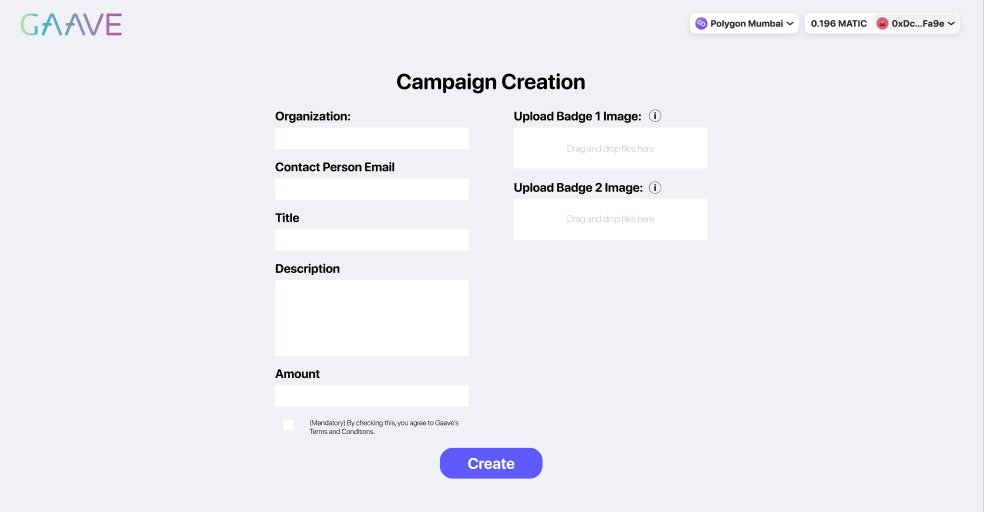 GAAVE
Polygon Mumbai
0.196 MATIC
0xDc...Fa9e
Campaign Creation
Organization:
Contact Person Email
Title
Description
Amount
(Mandatory) By checking this, you agree to Gaave's
Terms and Conditions.
Upload Badge 1 Image:
Drag and drop files here
Upload Badge 2 Image:
Drag and drop files here
Create